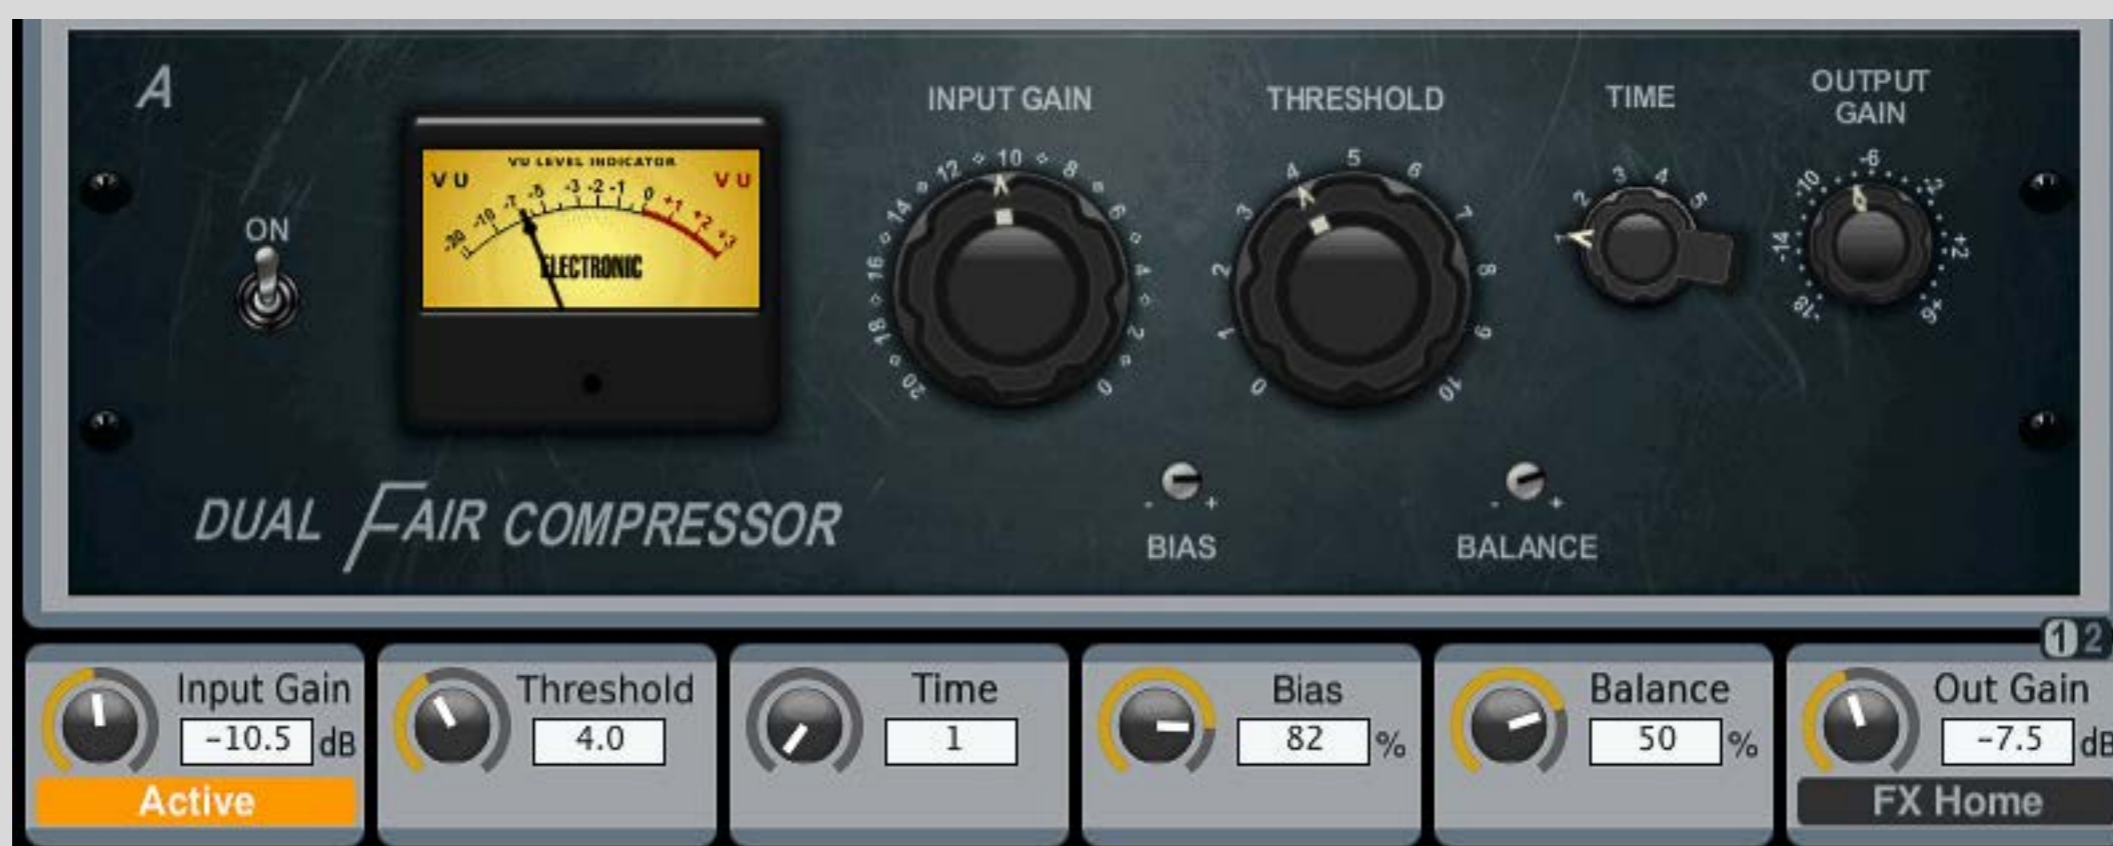 A
ON
VU LEVEL INDICATOR
VU VU
-20 -10 -7 -5 -3 -2 -1 0 +1 +2 +3
ELECTRONIC
INPUT GAIN
20 18 16 14 12 10 8 6 4 2 0
THRESHOLD
0 1 2 3 4 5 6 7 8 9 10
TIME
1 2 3 4 5
OUTPUT
GAIN
-18 -14 -10 -6 -2 +2 +6
DUAL FAIR COMPRESSOR
- +
BIAS
- +
BALANCE
1 2
Input Gain
-10.5 dB
Active
Threshold
4.0
Time
1
Bias
82 %
Balance
50 %
Out Gain
-7.5 dB
FX Home